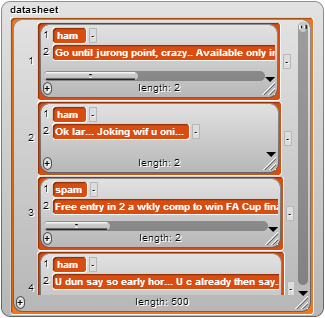 datasheet
1
1 ham -
2 Go until jurong point, crazy.. Available only in
-
length: 2
2
1 ham -
2 Ok lar... Joking wif u oni... -
-
length: 2
3
1 spam -
2 Free entry in 2 a wkly comp to win FA Cup fina
-
length: 2
4
1 ham -
2 U dun say so early hor... U c already then say.
-
length: 500